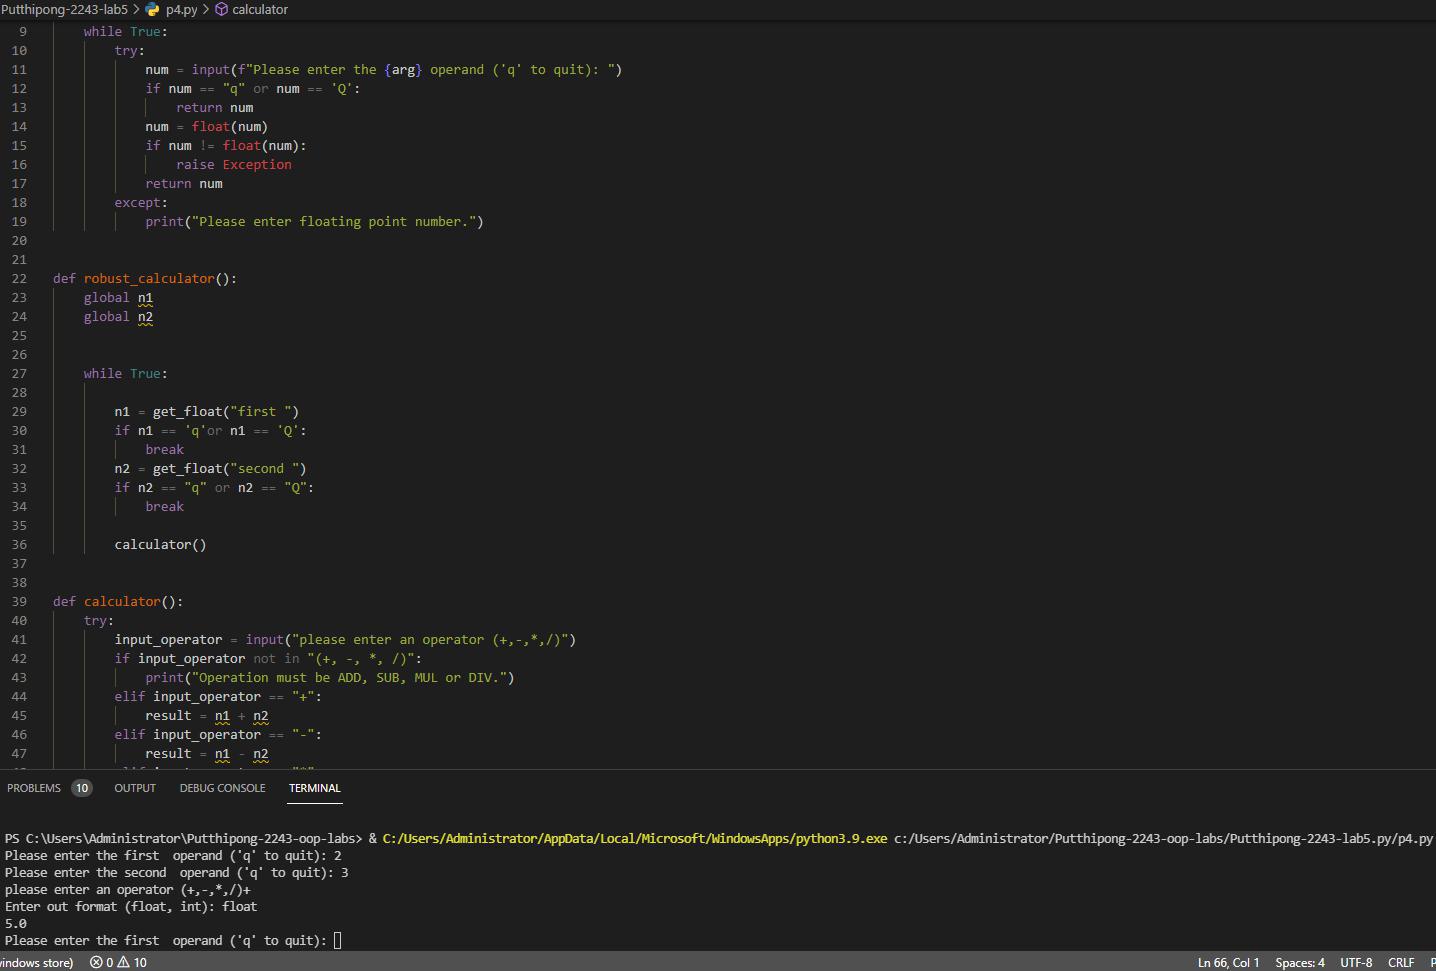 Putthipong-2243-lab5 > p4.py > calculator
9 while True:
10 try:
11 num = input(f"Please enter the {arg} operand ('q' to quit): ")
12 if num == "q" or num == 'Q':
13 return num
14 num = float(num)
15 if num != float(num):
16 raise Exception
17 return num
18 except:
19 print("Please enter floating point number.")
20
21
22 def robust_calculator():
23 global n1
24 global n2
25
26
27 while True:
28
29 n1 = get_float("first ")
30 if n1 == 'q'or n1 == 'Q':
31 break
32 n2 = get_float("second ")
33 if n2 == "q" or n2 == "Q":
34 break
35
36 calculator()
37
38
39 def calculator():
40 try:
41 input_operator = input("please enter an operator (+,-,*,/)")
42 if input_operator not in "(+, -, *, /)":
43 print("Operation must be ADD, SUB, MUL or DIV.")
44 elif input_operator == "+":
45 result = n1 + n2
46 elif input_operator == "-":
47 result = n1 - n2
PROBLEMS 10 OUTPUT DEBUG CONSOLE TERMINAL
PS C:\Users\Administrator\Putthipong-2243-oop-labs> & C:/Users/Administrator/AppData/Local/Microsoft/WindowsApps/python3.9.exe c:/Users/Administrator/Putthipong-2243-oop-labs/Putthipong-2243-lab5.py/p4.py
Please enter the first  operand ('q' to quit): 2
Please enter the second  operand ('q' to quit): 3
please enter an operator (+,-,*,/)+
Enter out format (float, int): float
5.0
Please enter the first  operand ('q' to quit):
windows store) 0 10 Ln 66, Col 1 Spaces: 4 UTF-8 CRLF